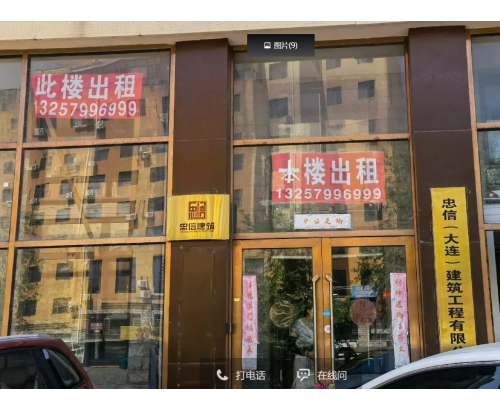 图片(9)
此楼出租
13257996999
本楼出租
13257996999
忠信建筑
忠信（大连）建筑工程有限
打电话
在线问